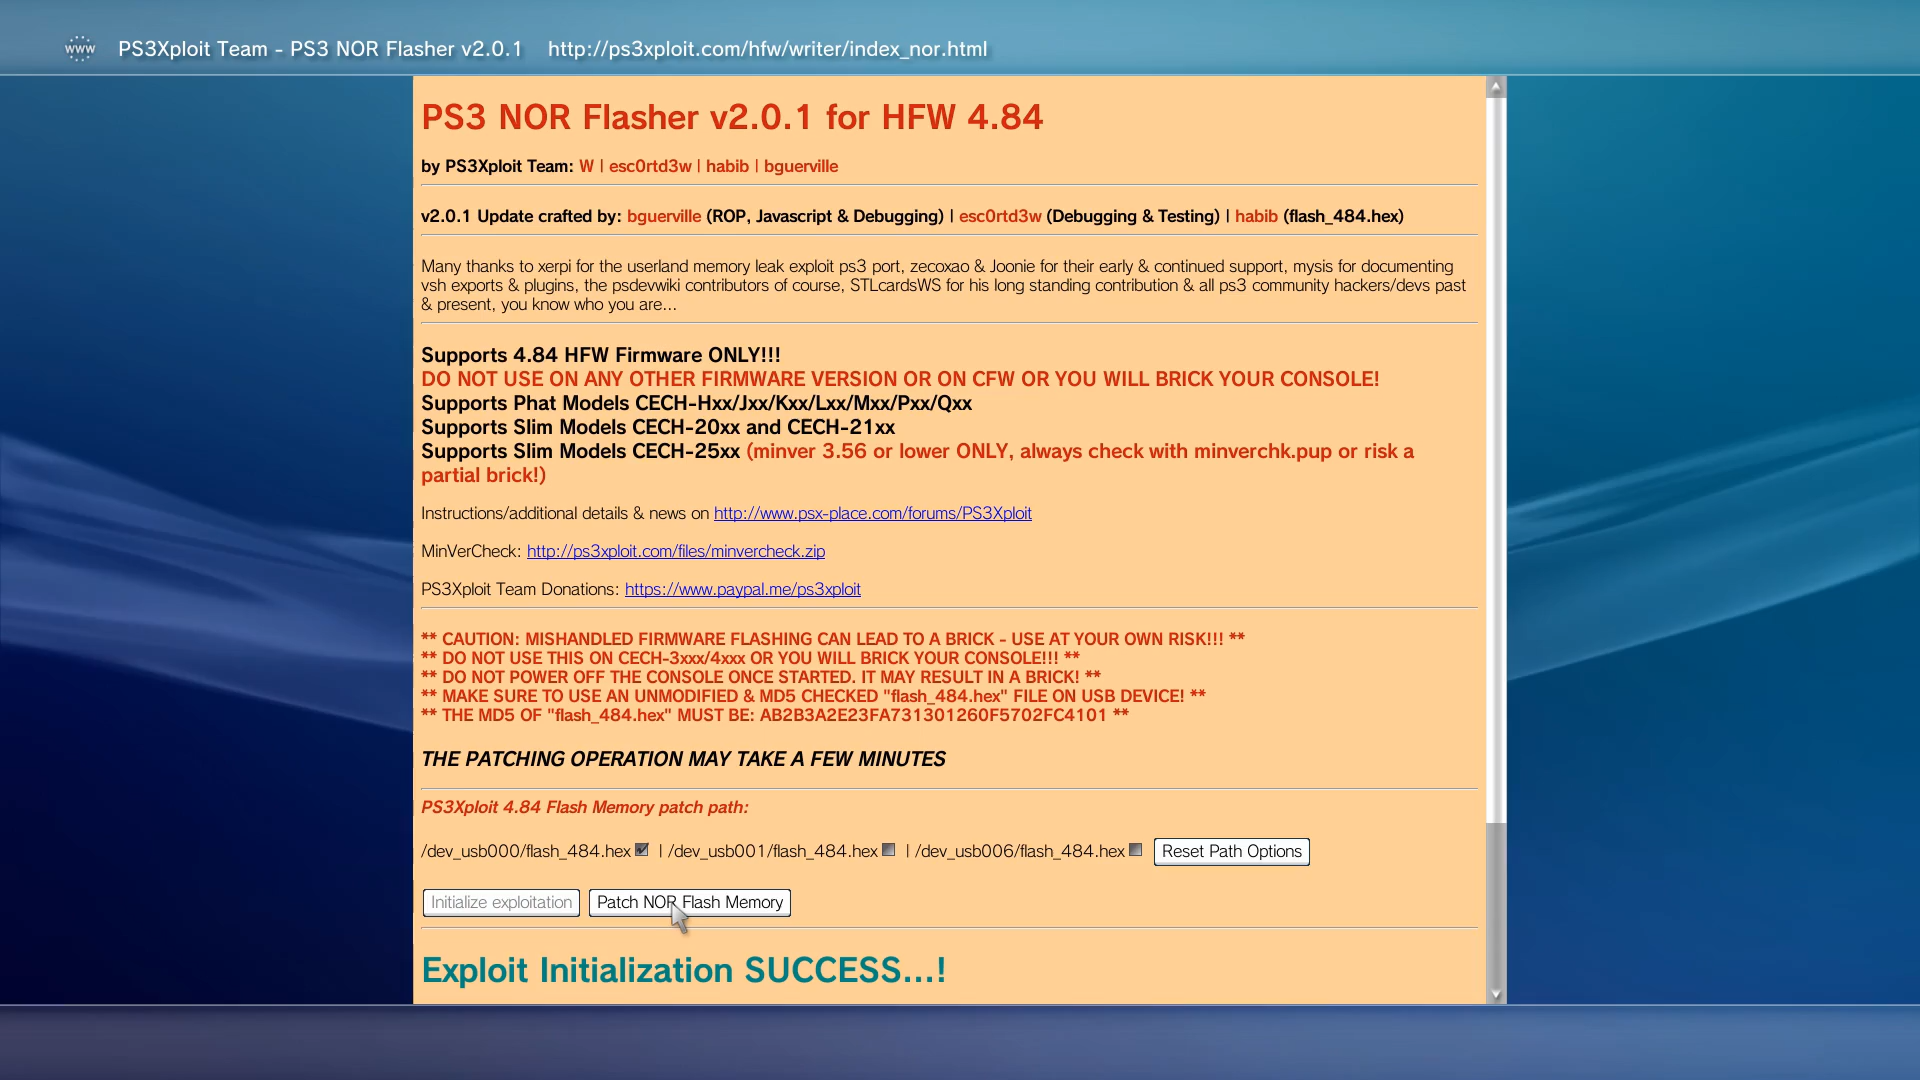 www PS3Xploit Team - PS3 NOR Flasher v2.0.1 http://ps3xploit.com/hfw/writer/index_nor.html
PS3 NOR Flasher v2.0.1 for HFW 4.84
by PS3Xploit Team: W | esc0rtd3w | habib | bguerville
v2.0.1 Update crafted by: bguerville (ROP, Javascript & Debugging) | esc0rtd3w (Debugging & Testing) | habib (flash_484.hex)
Many thanks to xerpi for the userland memory leak exploit ps3 port, zecoxao & Joonie for their early & continued support, mysis for documenting
vsh exports & plugins, the psdevwiki contributors of course, STLcardsWS for his long standing contribution & all ps3 community hackers/devs past
& present, you know who you are...
Supports 4.84 HFW Firmware ONLY!!!
DO NOT USE ON ANY OTHER FIRMWARE VERSION OR ON CFW OR YOU WILL BRICK YOUR CONSOLE!
Supports Phat Models CECH-Hxx/Jxx/Kxx/Lxx/Mxx/Pxx/Qxx
Supports Slim Models CECH-20xx and CECH-21xx
Supports Slim Models CECH-25xx (minver 3.56 or lower ONLY, always check with minverchk.pup or risk a
partial brick!)
Instructions/additional details & news on http://www.psx-place.com/forums/PS3Xploit
MinVerCheck: http://ps3xploit.com/files/minvercheck.zip
PS3Xploit Team Donations: https://www.paypal.me/ps3xploit
** CAUTION: MISHANDLED FIRMWARE FLASHING CAN LEAD TO A BRICK - USE AT YOUR OWN RISK!!! **
** DO NOT USE THIS ON CECH-3xxx/4xxx OR YOU WILL BRICK YOUR CONSOLE!!! **
** DO NOT POWER OFF THE CONSOLE ONCE STARTED. IT MAY RESULT IN A BRICK! **
** MAKE SURE TO USE AN UNMODIFIED & MD5 CHECKED "flash_484.hex" FILE ON USB DEVICE! **
** THE MD5 OF "flash_484.hex" MUST BE: AB2B3A2E23FA731301260F5702FC4101 **
THE PATCHING OPERATION MAY TAKE A FEW MINUTES
PS3Xploit 4.84 Flash Memory patch path:
/dev_usb000/flash_484.hex | /dev_usb001/flash_484.hex | /dev_usb006/flash_484.hex Reset Path Options
Initialize exploitation Patch NOR Flash Memory
Exploit Initialization SUCCESS...!